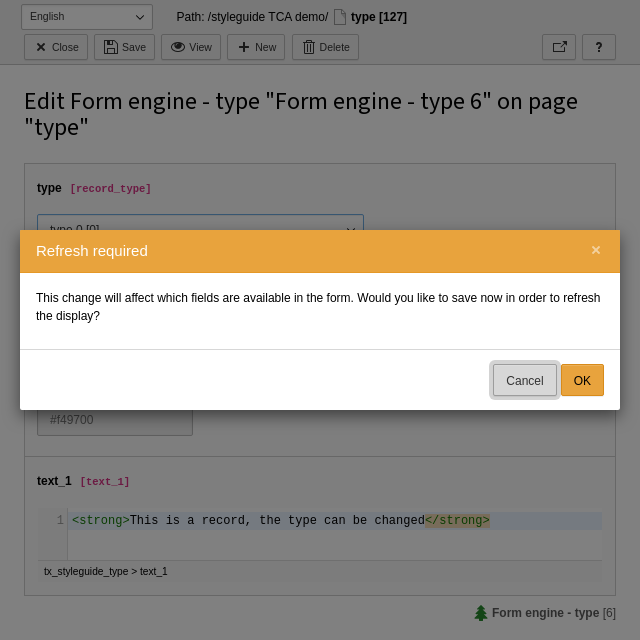 English
Path: /styleguide TCA demo/ type [127]
Close Save View New Delete ?
Edit Form engine - type "Form engine - type 6" on page
"type"
type [record_type]
type 0 [0]
Refresh required ×
This change will affect which fields are available in the form. Would you like to save now in order to refresh
the display?
Cancel OK
#f49700
text_1 [text_1]
1 <strong>This is a record, the type can be changed</strong>
tx_styleguide_type > text_1
Form engine - type [6]